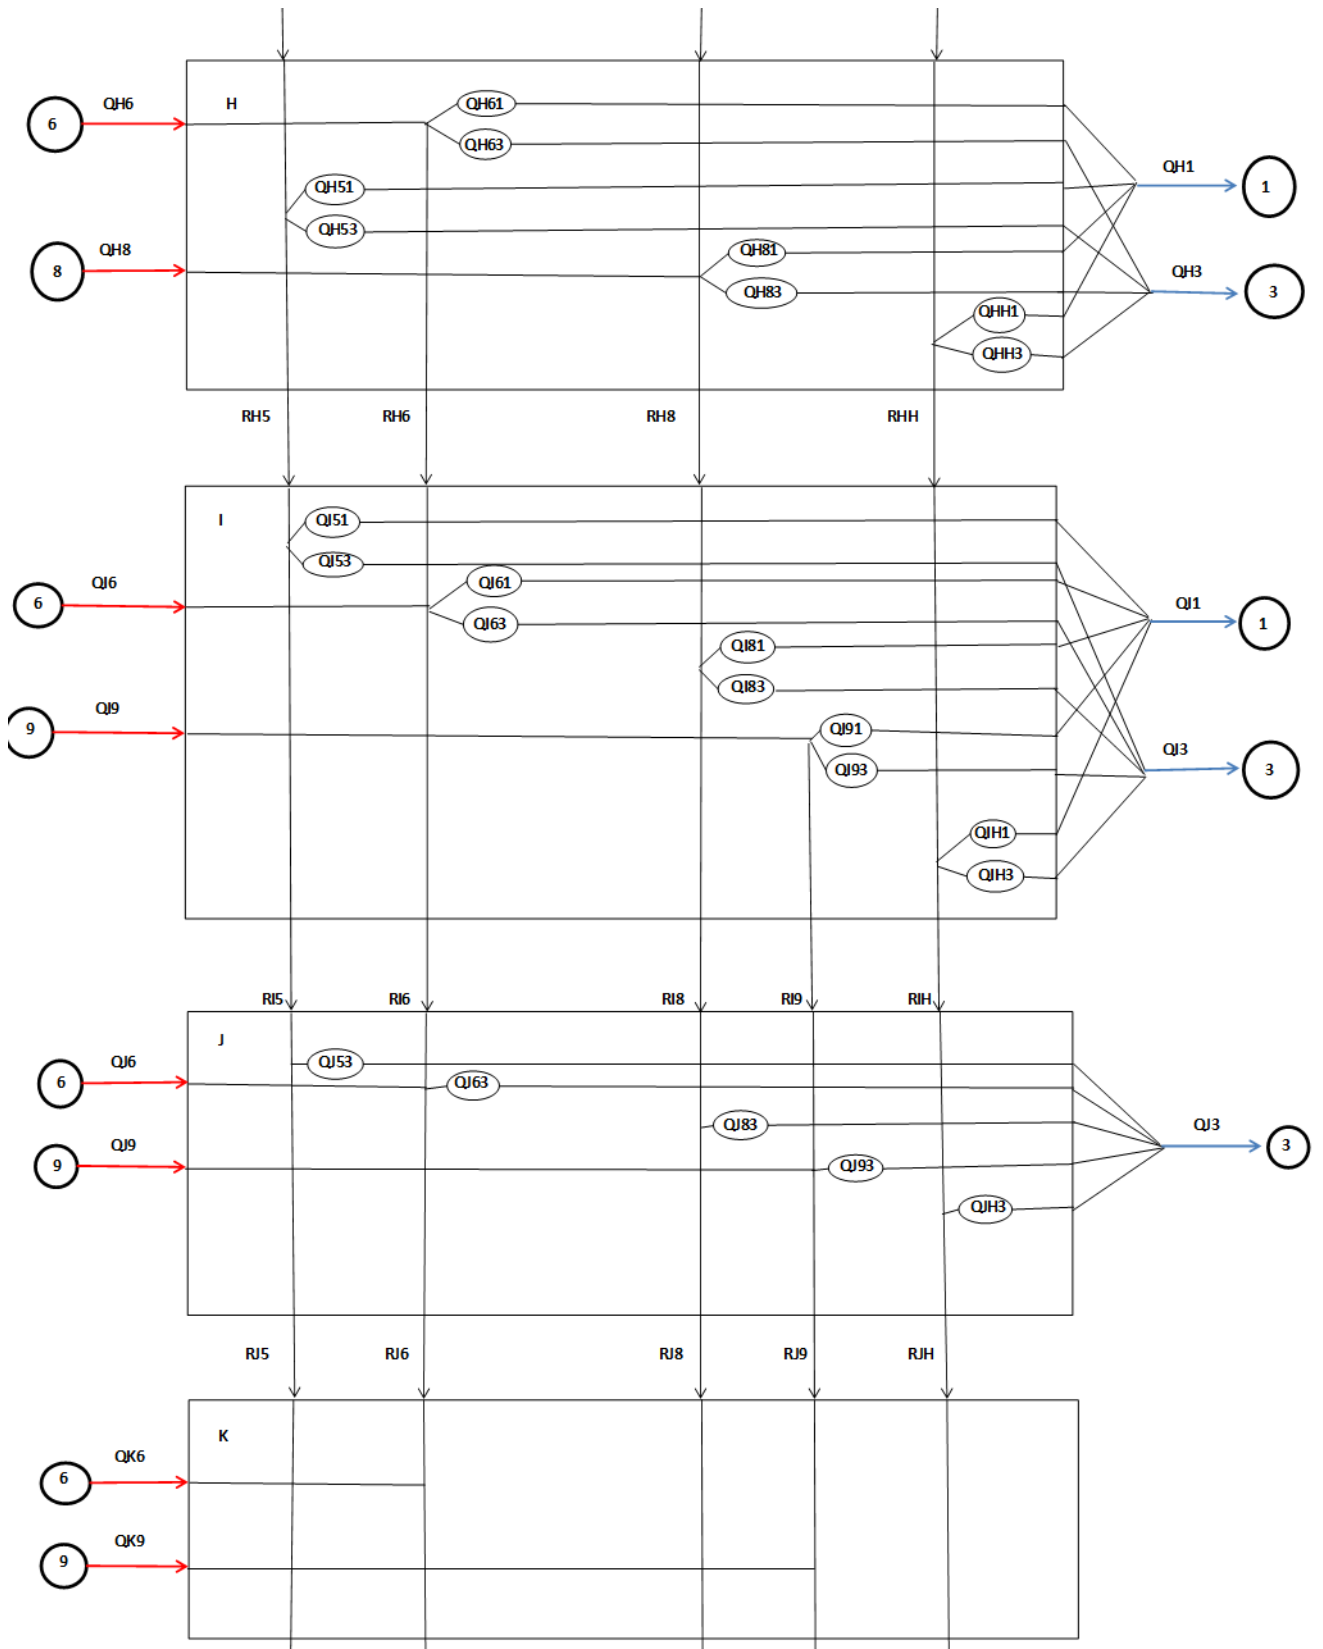 QH6 H QH61
6
QH63
QH51 QH1
1
QH53
QH8 QH81 QH3
8
QH83 3
QHH1
QHH3
RH5 RH6 RH8 RHH
I QI51
QI53
QI6 QI61
6 QI1
QI63 1
QI81
QI83
QI9
9 QI91
QI93 QI3
3
QIH1
QIH3
RI5 RI6 RI8 RI9 RIH
J
QJ6 QJ53
6 QJ63
QJ83 QJ3
QJ9
9 QJ93 3
QJH3
RJ5 RJ6 RJ8 RJ9 RJH
K
QK6
6
QK9
9